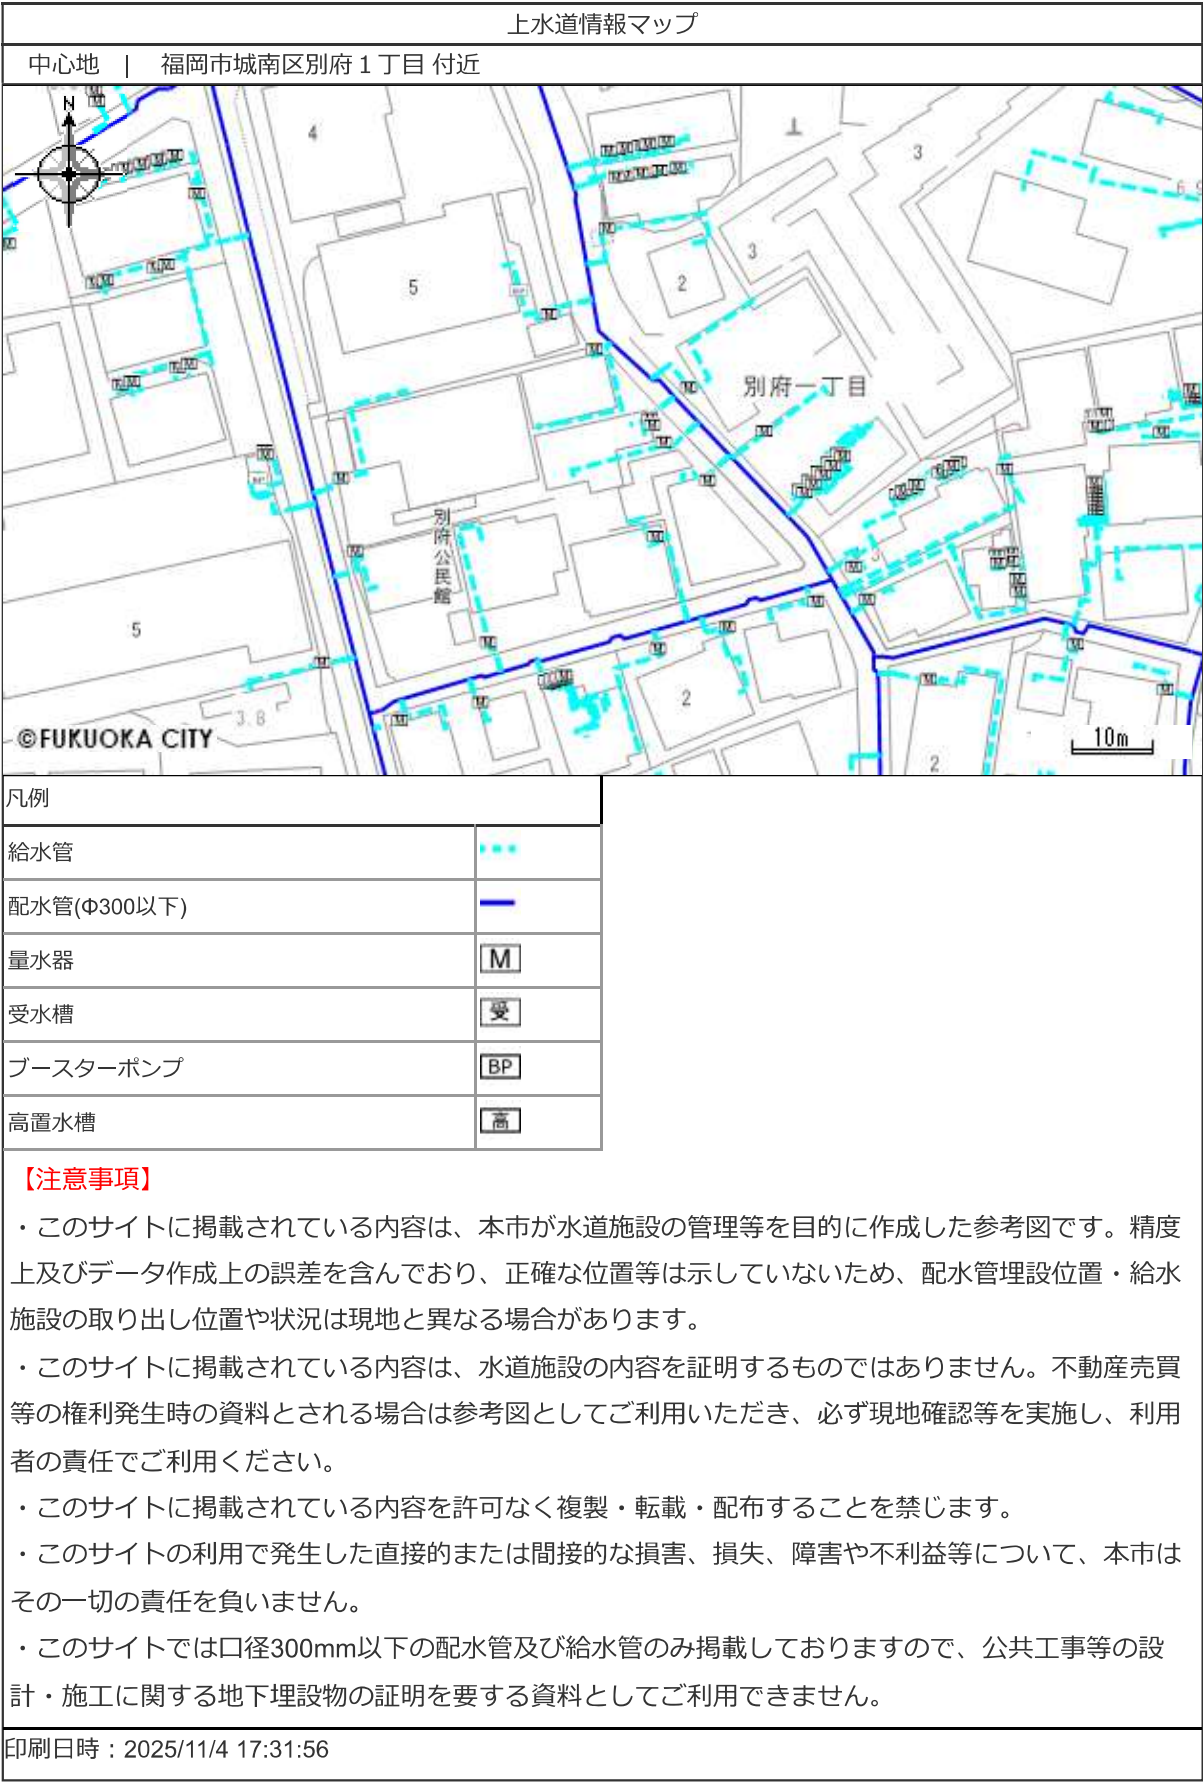 上水道情報マップ
中心地 | 福岡市城南区別府1丁目 付近
N
4
3
5
3
2
別府一丁目
別府公民館
5
3
2
3.8
2
©FUKUOKA CITY
10m
凡例
給水管
配水管(Φ300以下)
量水器 M
受水槽 受
ブースターポンプ BP
高置水槽 高
【注意事項】
・このサイトに掲載されている内容は、本市が水道施設の管理等を目的に作成した参考図です。精度
上及びデータ作成上の誤差を含んでおり、正確な位置等は示していないため、配水管埋設位置・給水
施設の取り出し位置や状況は現地と異なる場合があります。
・このサイトに掲載されている内容は、水道施設の内容を証明するものではありません。不動産売買
等の権利発生時の資料とされる場合は参考図としてご利用いただき、必ず現地確認等を実施し、利用
者の責任でご利用ください。
・このサイトに掲載されている内容を許可なく複製・転載・配布することを禁じます。
・このサイトの利用で発生した直接的または間接的な損害、損失、障害や不利益等について、本市は
その一切の責任を負いません。
・このサイトでは口径300mm以下の配水管及び給水管のみ掲載しておりますので、公共工事等の設
計・施工に関する地下埋設物の証明を要する資料としてご利用できません。
印刷日時：2025/11/4 17:31:56